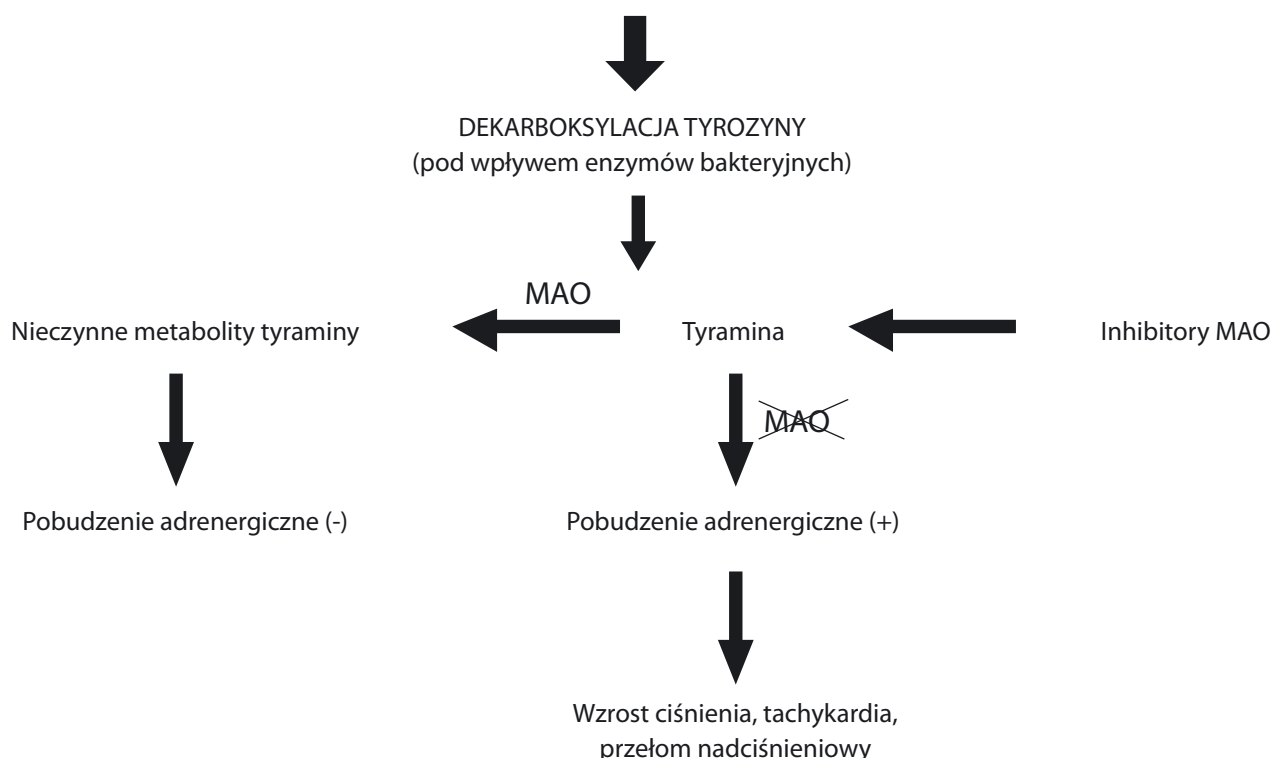 DEKARBOKSYLACJA TYROZYNY
(pod wpływem enzymów bakteryjnych)
MAO
Nieczynne metabolity tyraminy
Tyramina
Inhibitory MAO
MAO
Pobudzenie adrenergiczne (-)
Pobudzenie adrenergiczne (+)
Wzrost ciśnienia, tachykardia,
przełom nadciśnieniowy